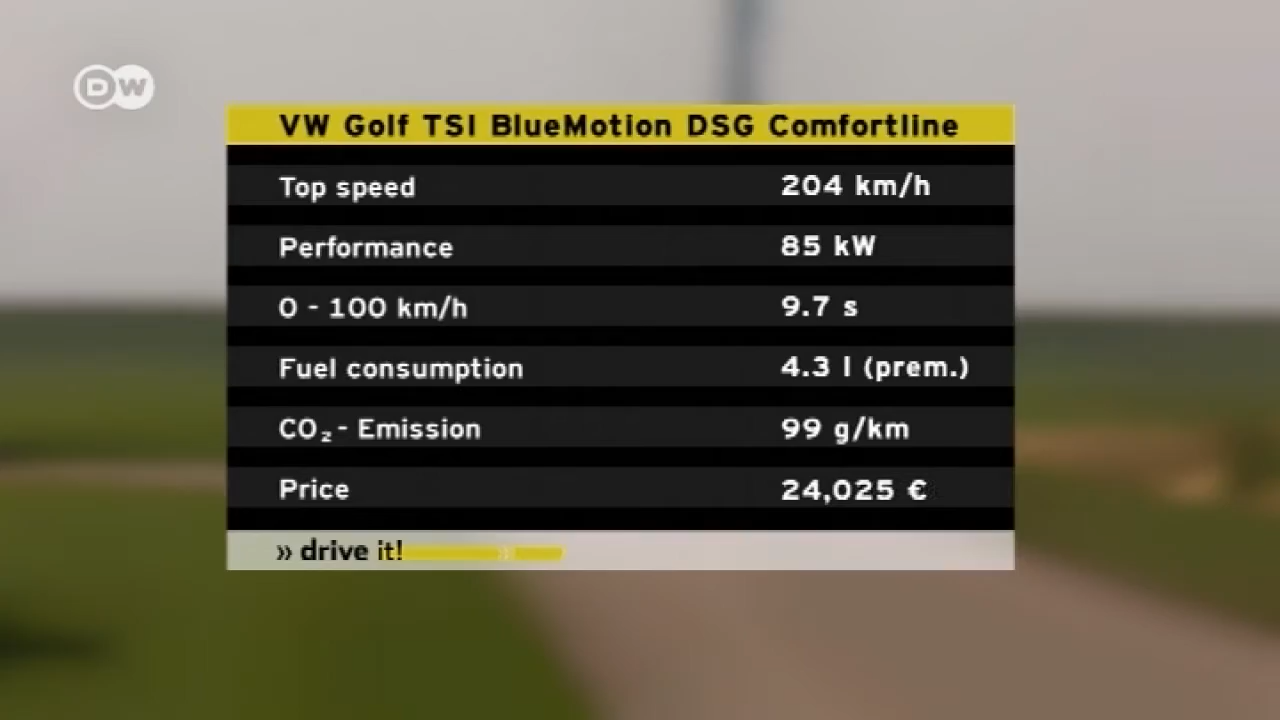 DW
VW Golf TSI BlueMotion DSG Comfortline
Top speed 204 km/h
Performance 85 kW
0 - 100 km/h 9.7 s
Fuel consumption 4.3 l (prem.)
CO₂ - Emission 99 g/km
Price 24,025 €
» drive it!